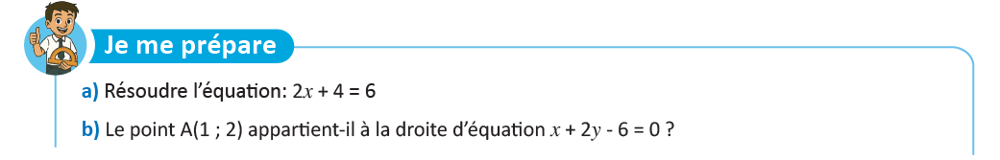 Je me prépare
a) Résoudre l’équation: 2x + 4 = 6
b) Le point A(1 ; 2) appartient-il à la droite d’équation x + 2y - 6 = 0 ?